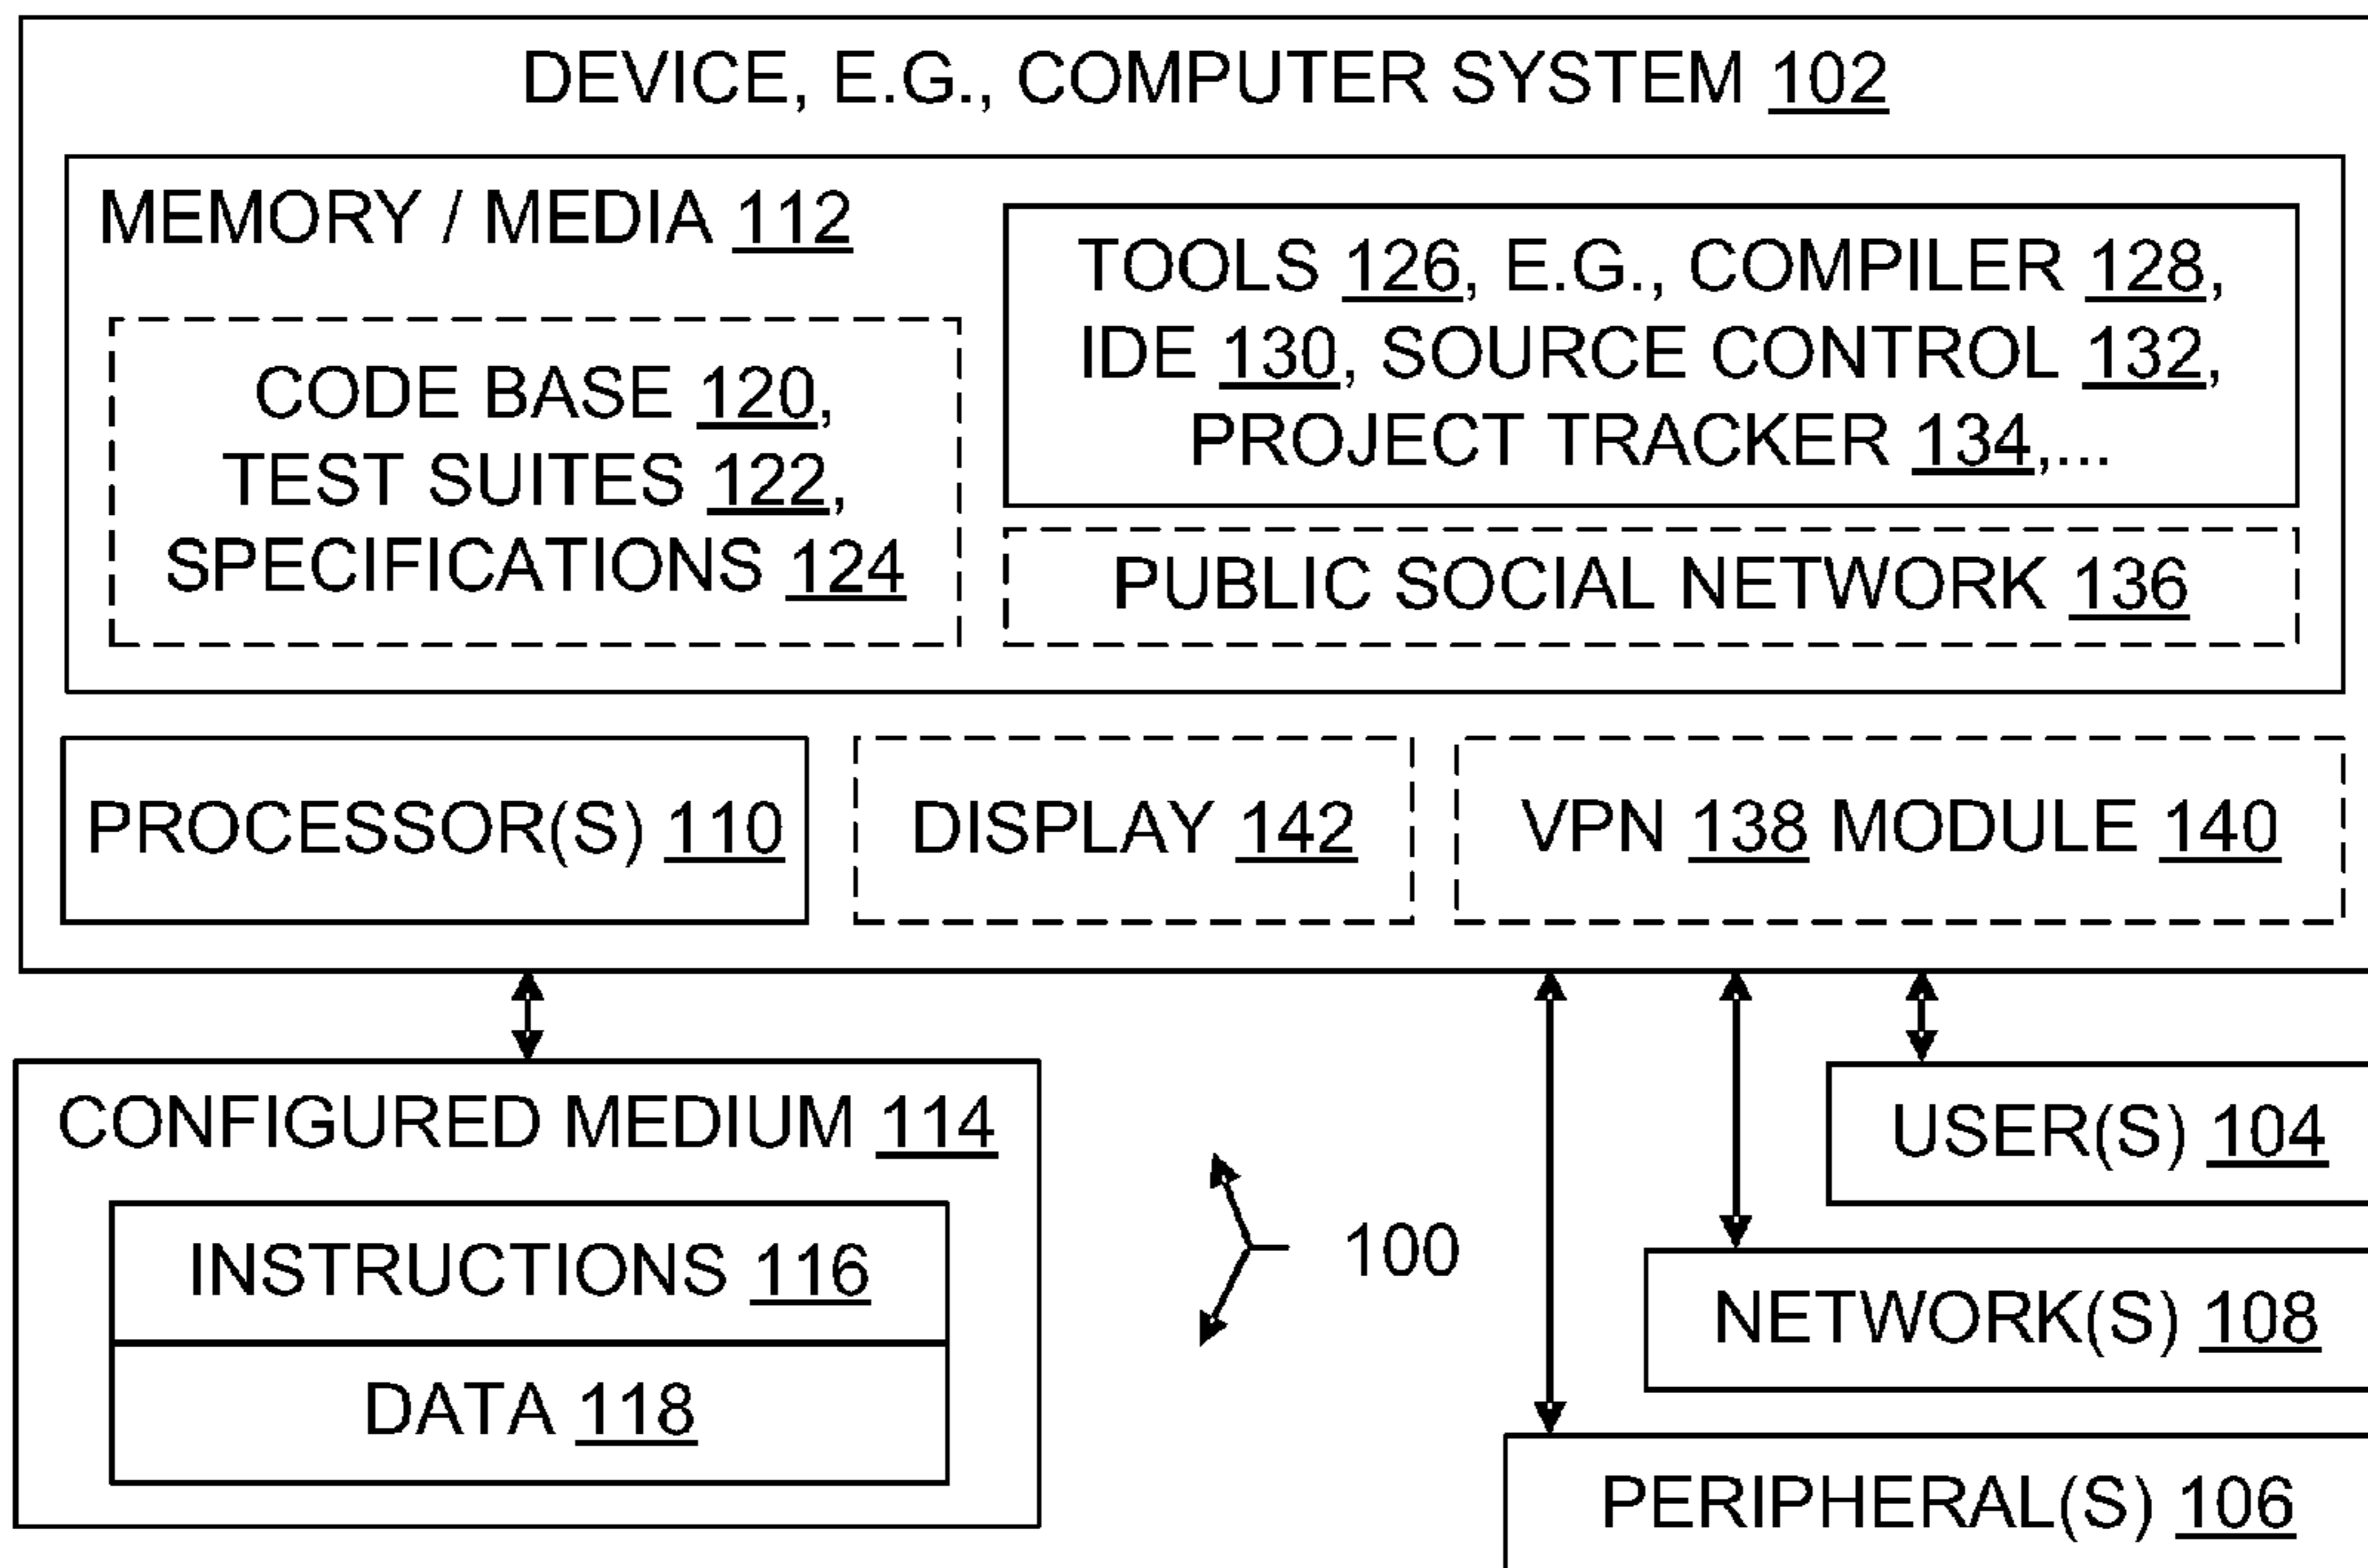 DEVICE, E.G., COMPUTER SYSTEM 102
MEMORY / MEDIA 112
CODE BASE 120,
TEST SUITES 122,
SPECIFICATIONS 124
TOOLS 126, E.G., COMPILER 128,
IDE 130, SOURCE CONTROL 132,
PROJECT TRACKER 134,...
PUBLIC SOCIAL NETWORK 136
PROCESSOR(S) 110
DISPLAY 142
VPN 138 MODULE 140
CONFIGURED MEDIUM 114
INSTRUCTIONS 116
DATA 118
100
USER(S) 104
NETWORK(S) 108
PERIPHERAL(S) 106